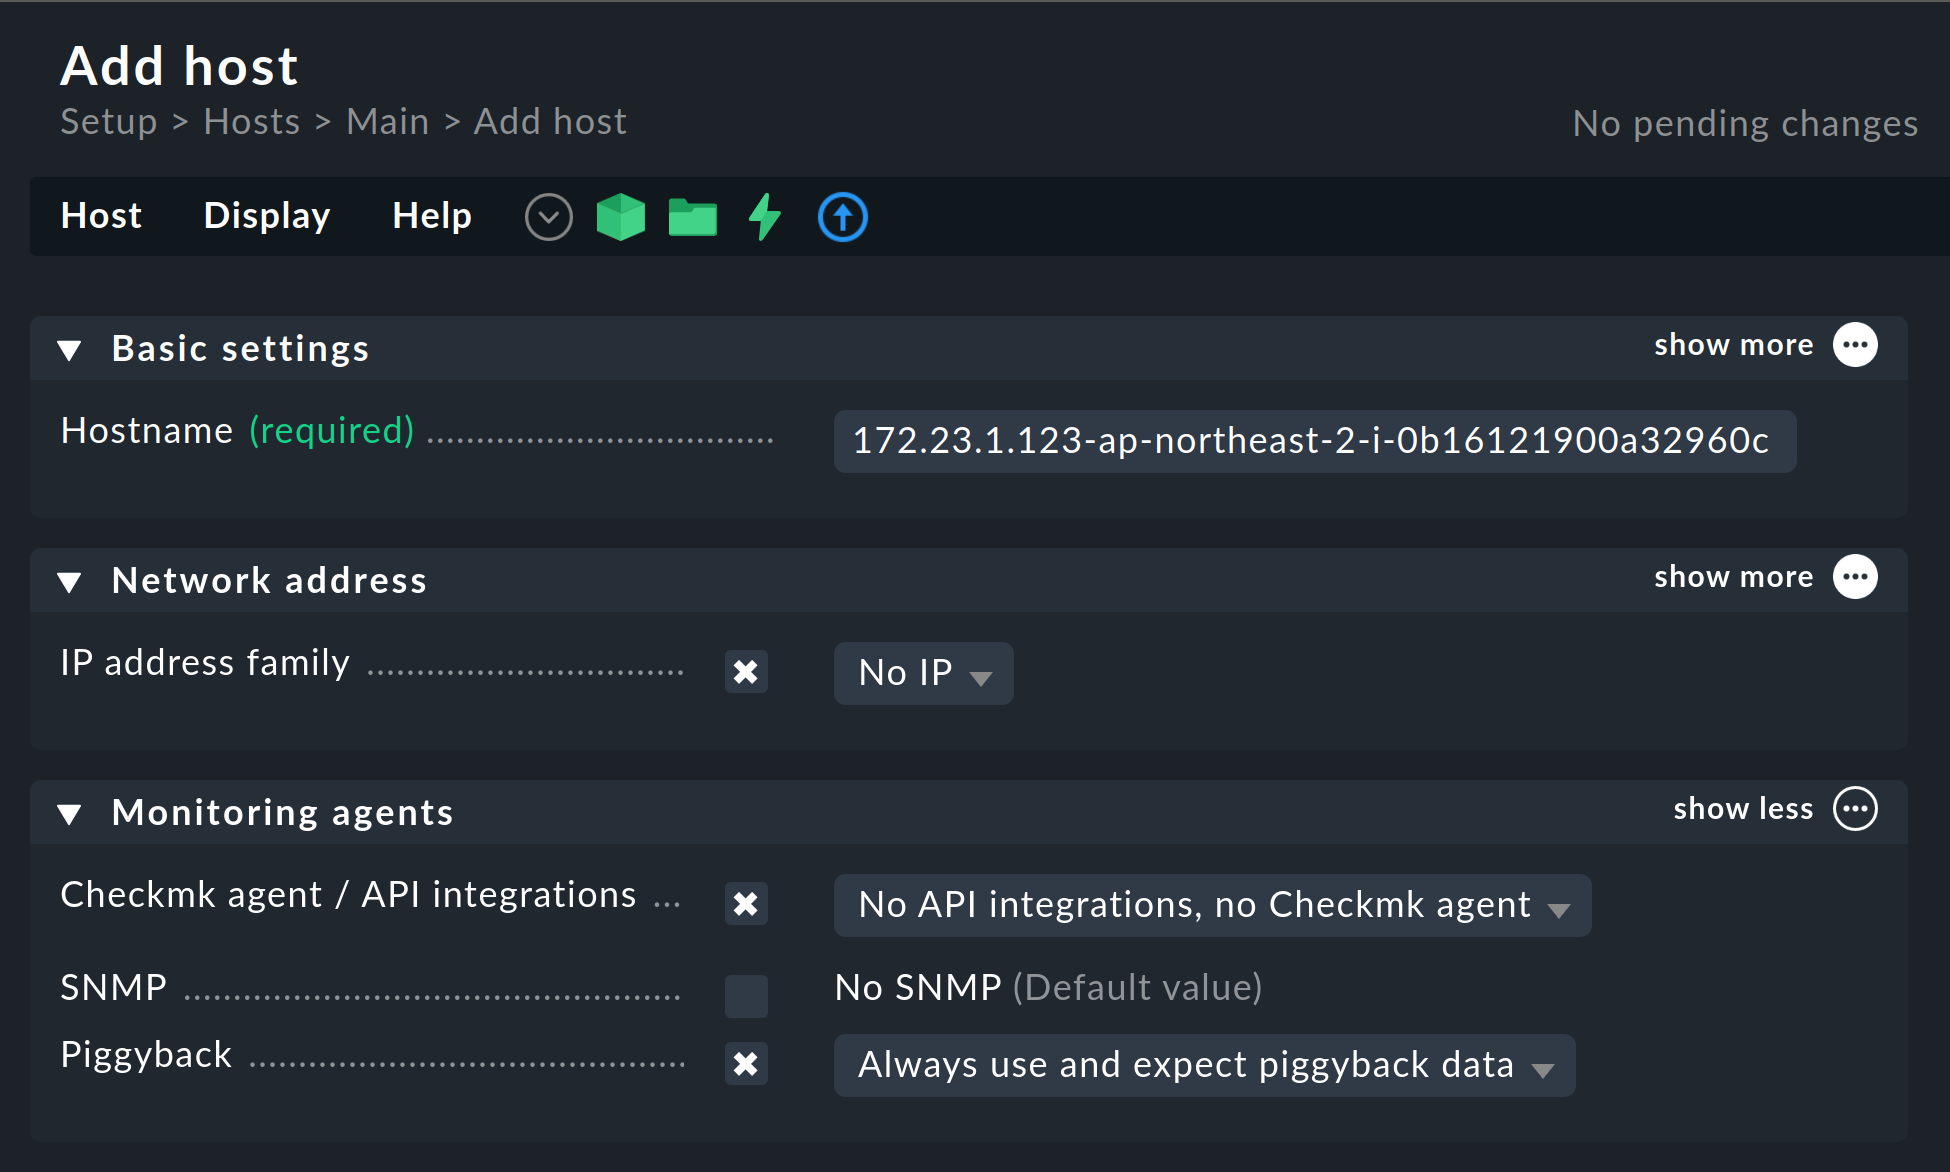 Add host
Setup > Hosts > Main > Add host
No pending changes
Host Display Help
Basic settings show more
Hostname (required) 172.23.1.123-ap-northeast-2-i-0b16121900a32960c
Network address show more
IP address family No IP
Monitoring agents show less
Checkmk agent / API integrations No API integrations, no Checkmk agent
SNMP No SNMP (Default value)
Piggyback Always use and expect piggyback data